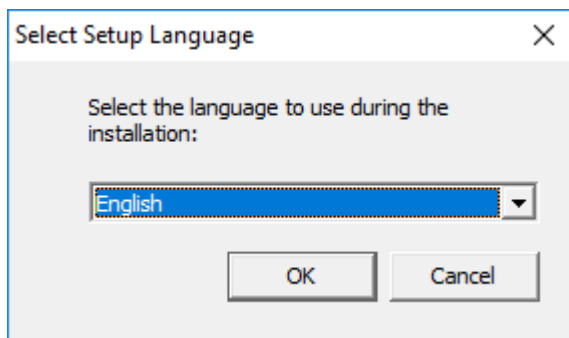 Select Setup Language
Select the language to use during the
installation:
English
OK
Cancel